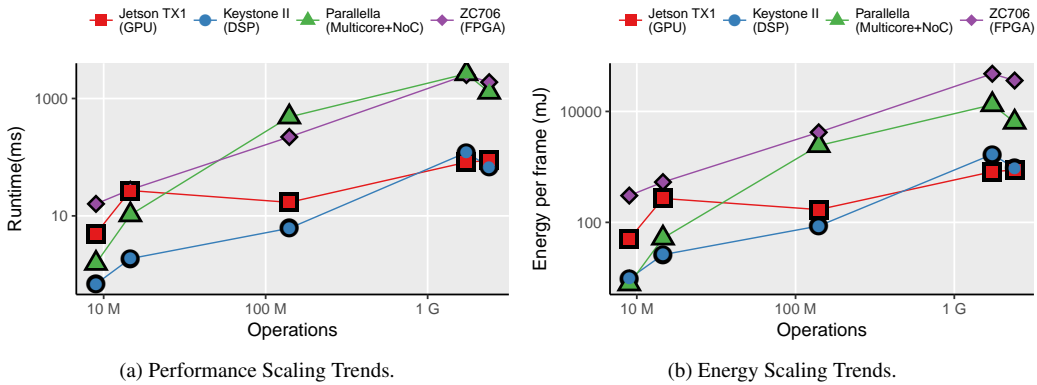 Jetson TX1 (GPU)
Keystone II (DSP)
Parallella (Multicore+NoC)
ZC706 (FPGA)
Runtime(ms)
1000
10
10 M
100 M
1 G
Operations
(a) Performance Scaling Trends.
Jetson TX1 (GPU)
Keystone II (DSP)
Parallella (Multicore+NoC)
ZC706 (FPGA)
Energy per frame (mJ)
10000
100
10 M
100 M
1 G
Operations
(b) Energy Scaling Trends.